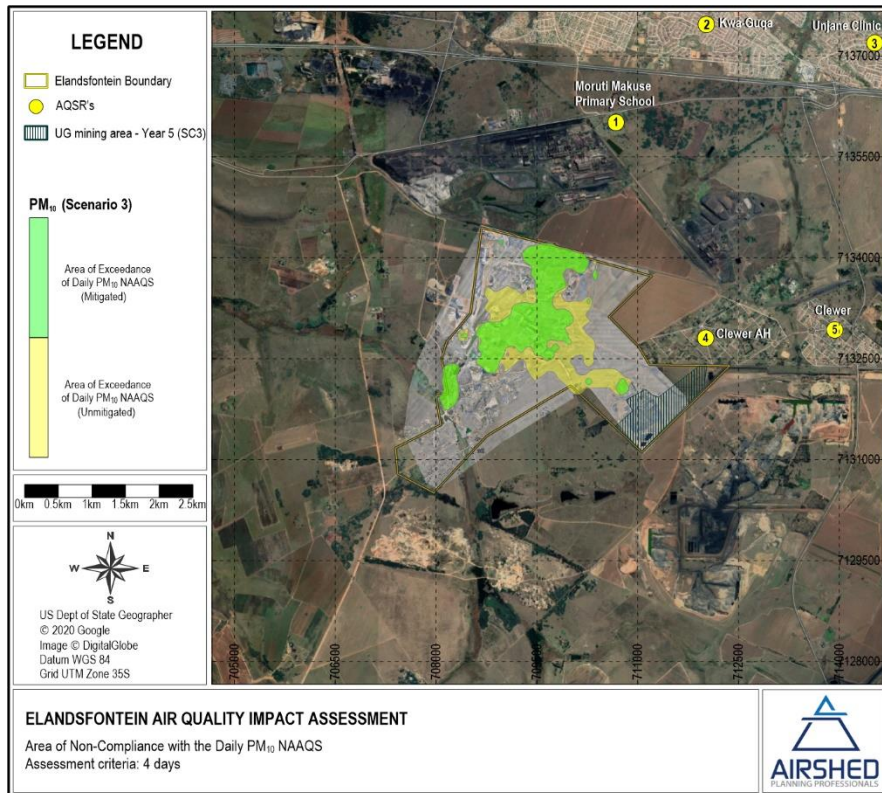 LEGEND
Elandsfontein Boundary
AQSR's
UG mining area - Year 5 (SC3)
PM₁₀ (Scenario 3)
Area of Exceedance
of Daily PM₁₀ NAAQS
(Mitigated)
Area of Exceedance
of Daily PM₁₀ NAAQS
(Unmitigated)
0km 0.5km 1km 1.5km 2km 2.5km
N
W E
S
US Dept of State Geographer
© 2020 Google
Image © DigitalGlobe
Datum WGS 84
Grid UTM Zone 35S
2 Kwa-Guqa
Unjane Clinic
3
7137000
Moruti Makuse
Primary School
1
7135500
7134000
Clewer
4 Clewer AH
5
7132500
7131000
7129500
7128000
705000
706500
708000
711000
712500
714000
ELANDSFONTEIN AIR QUALITY IMPACT ASSESSMENT
Area of Non-Compliance with the Daily PM₁₀ NAAQS
Assessment criteria: 4 days
AIRSHED
PLANNING PROFESSIONALS